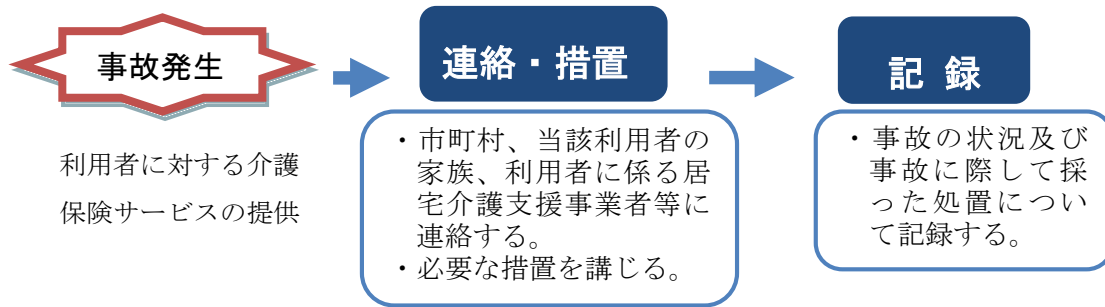 事故発生
利用者に対する介護
保険サービスの提供
連絡・措置
・市町村、当該利用者の
家族、利用者に係る居
宅介護支援事業者等に
連絡する。
・必要な措置を講じる。
記 録
・事故の状況及び
事故に際して採
った処置につい
て記録する。